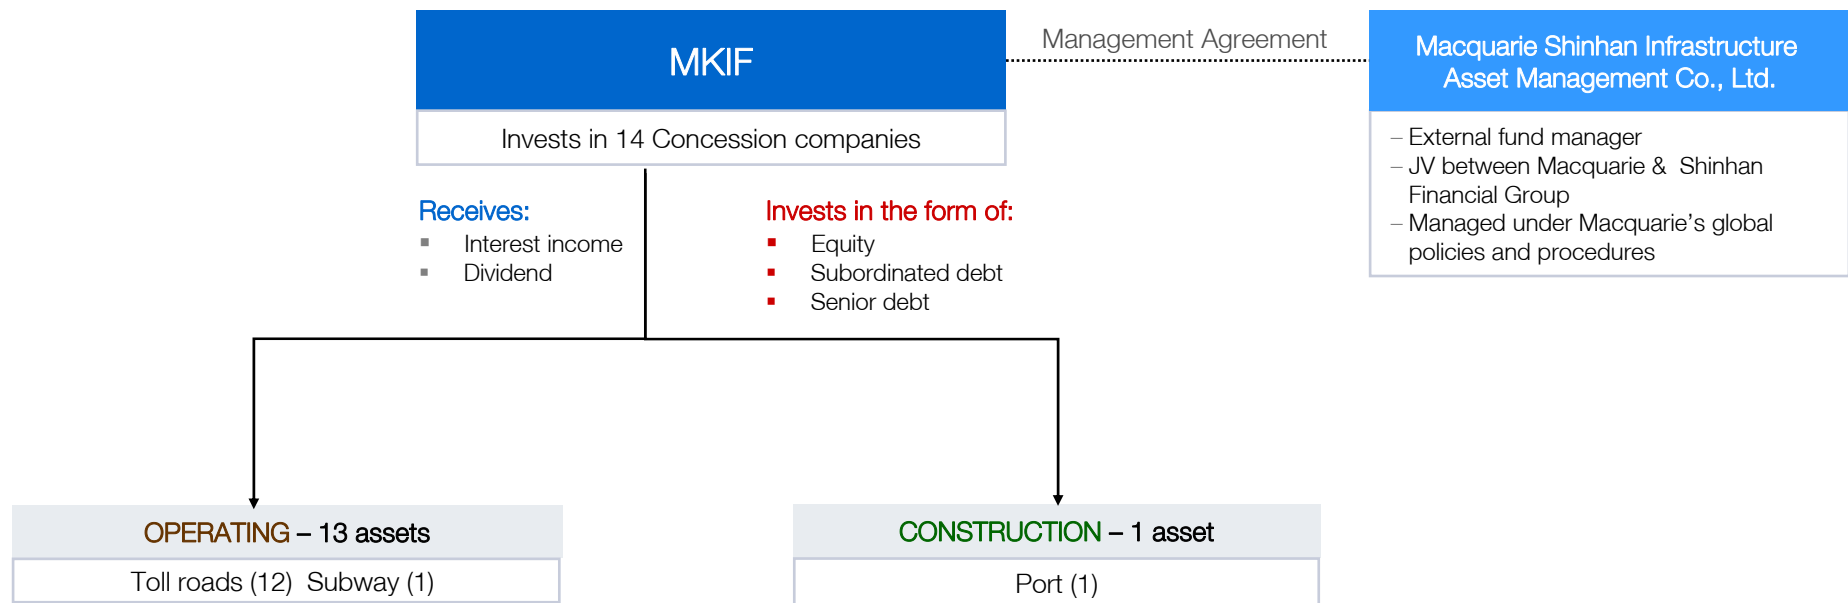 MKIF
Invests in 14 Concession companies
Management Agreement
Macquarie Shinhan Infrastructure
Asset Management Co., Ltd.
– External fund manager
– JV between Macquarie & Shinhan
Financial Group
– Managed under Macquarie's global
policies and procedures
Receives:
▪ Interest income
▪ Dividend
Invests in the form of:
▪ Equity
▪ Subordinated debt
▪ Senior debt
OPERATING – 13 assets
Toll roads (12) Subway (1)
CONSTRUCTION – 1 asset
Port (1)